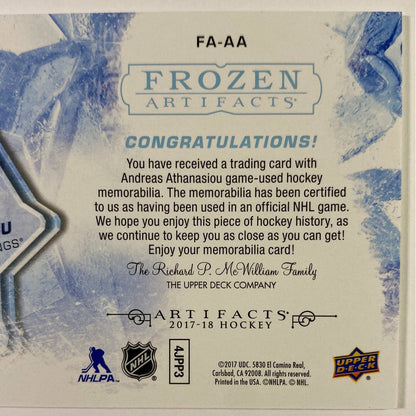 FA-AA
FROZEN
ARTIFACTS
CONGRATULATIONS!
You have received a trading card with
Andreas Athanasiou game-used hockey
memorabilia. The memorabilia has been certified
to us as having been used in an official NHL game.
We hope you enjoy this piece of hockey history, as
we continue to keep you as close as you can get!
Enjoy your memorabilia card!
The Richard P. McWilliam Family
THE UPPER DECK COMPANY
U
NGS®
ARTIFACTS
2017-18 HOCKEY
NHLPA
NHL
4JPP3
©2017 UDC. 5830 El Camino Real,
Carlsbad, CA 92008. All rights reserved.
Printed in the USA. ©NHLPA. © NHL.
UPPER
DECK